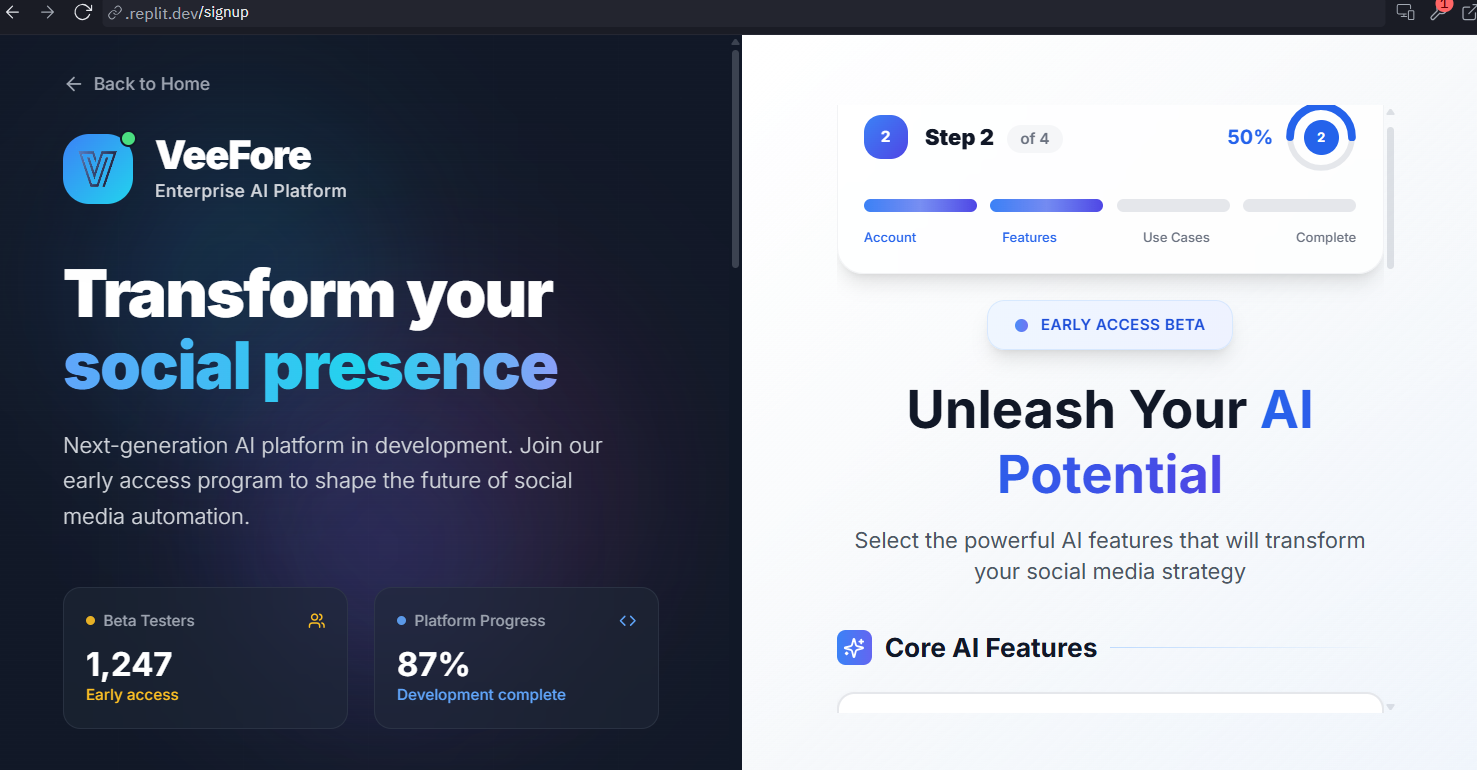 .replit.dev/signup
1
Back to Home
VeeFore
Enterprise AI Platform
Transform your
social presence
Next-generation AI platform in development. Join our
early access program to shape the future of social
media automation.
Beta Testers
1,247
Early access
Platform Progress
87%
Development complete
2
Step 2
of 4
50%
2
Account
Features
Use Cases
Complete
EARLY ACCESS BETA
Unleash Your AI
Potential
Select the powerful AI features that will transform
your social media strategy
Core AI Features